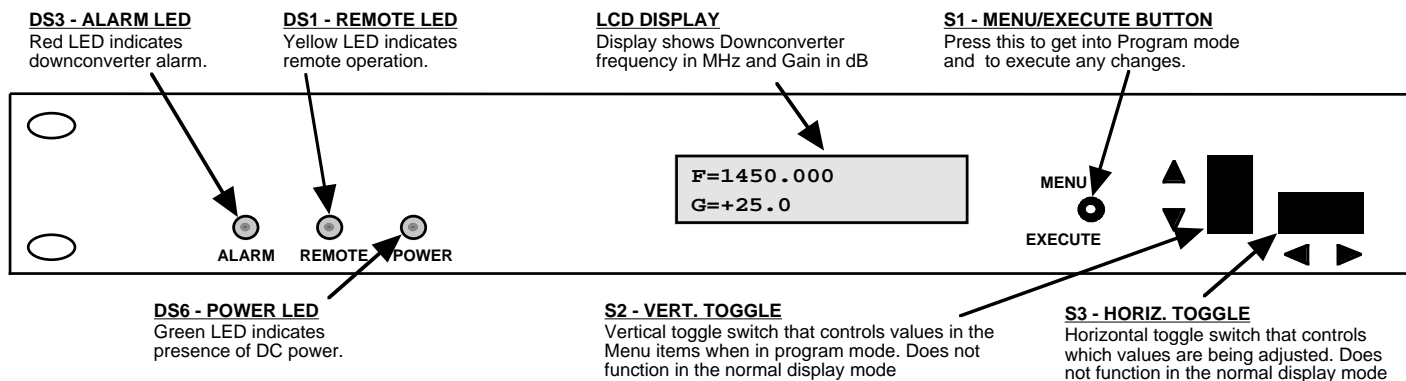 DS3 - ALARM LED
Red LED indicates
downconverter alarm.
DS1 - REMOTE LED
Yellow LED indicates
remote operation.
LCD DISPLAY
Display shows Downconverter
frequency in MHz and Gain in dB
S1 - MENU/EXECUTE BUTTON
Press this to get into Program mode
and to execute any changes.
F=1450.000
G=+25.0
MENU
EXECUTE
ALARM
REMOTE
POWER
DS6 - POWER LED
Green LED indicates
presence of DC power.
S2 - VERT. TOGGLE
Vertical toggle switch that controls values in the
Menu items when in program mode. Does not
function in the normal display mode
S3 - HORIZ. TOGGLE
Horizontal toggle switch that controls
which values are being adjusted. Does
not function in the normal display mode